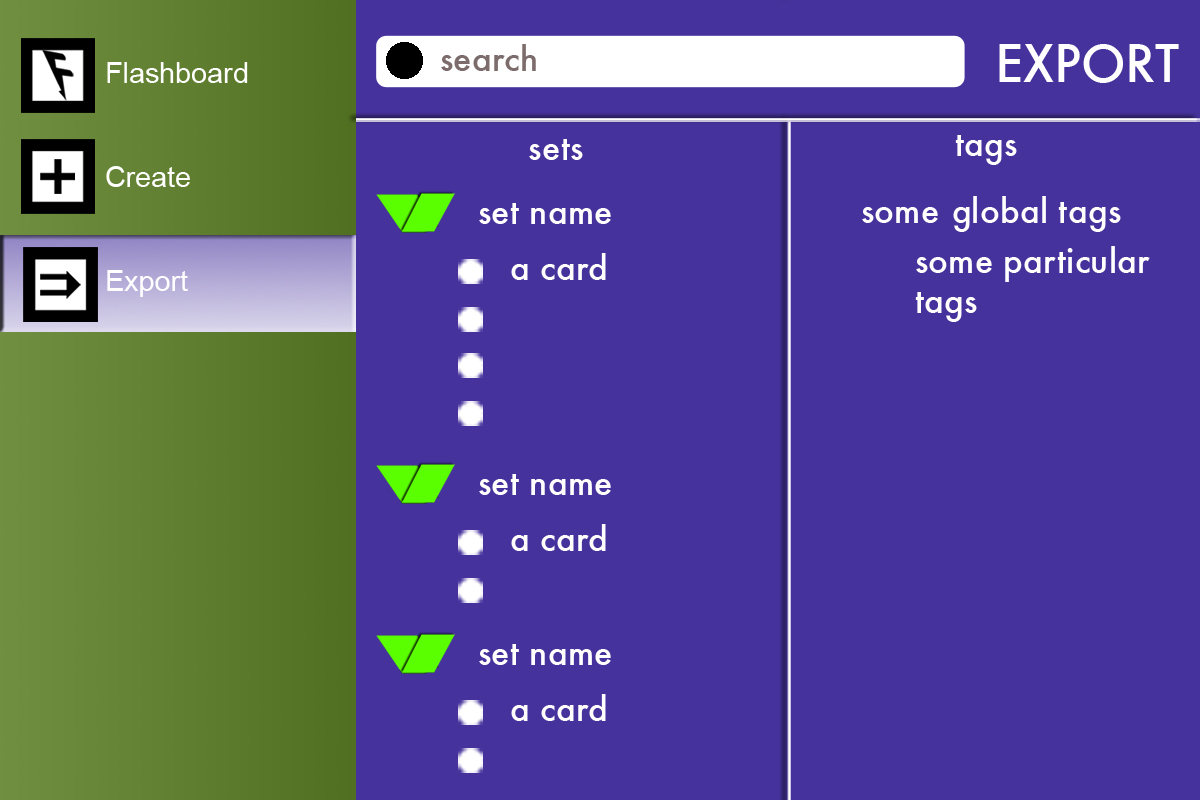 Flashboard
Create
Export
search
EXPORT
sets
set name
a card
set name
a card
set name
a card
tags
some global tags
some particular
tags